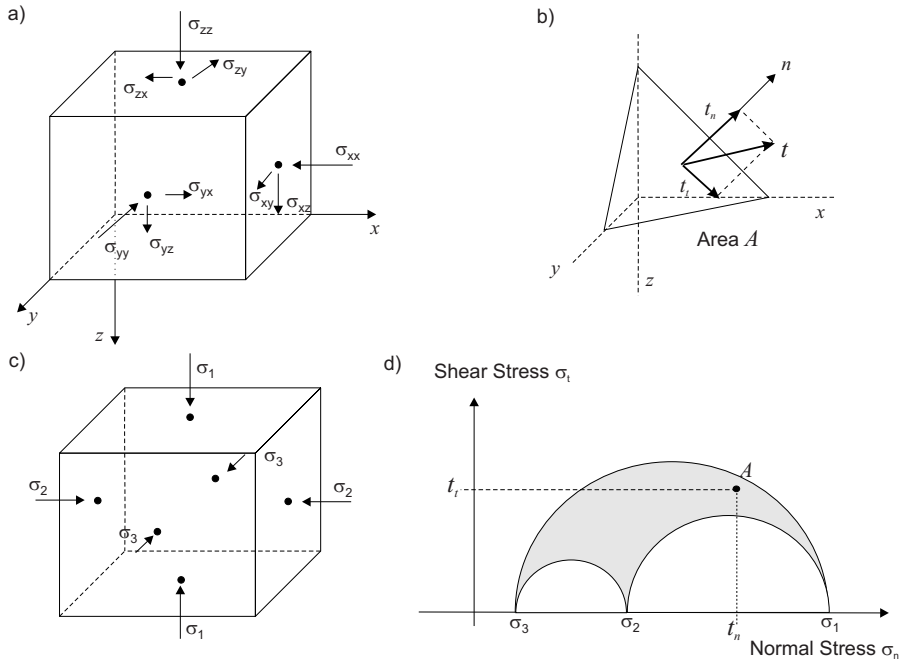 a)
σzz
σzy
σzx
σxx
σyx
σxy
σxz
x
σyy
σyz
y
z
b)
n
tn
t
tt
x
Area A
y
z
c)
σ1
σ3
σ2
σ2
σ3
σ1
d)
Shear Stress σt
A
tt
σ3
σ2
tn
σ1
Normal Stress σn